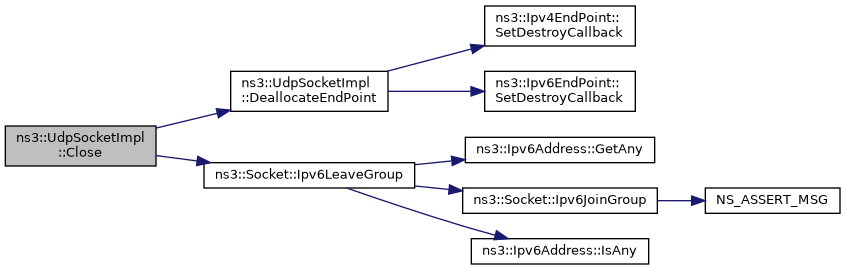 ns3::UdpSocketImpl
::Close
ns3::UdpSocketImpl
::DeallocateEndPoint
ns3::Ipv4EndPoint::
SetDestroyCallback
ns3::Ipv6EndPoint::
SetDestroyCallback
ns3::Socket::Ipv6LeaveGroup
ns3::Ipv6Address::GetAny
ns3::Socket::Ipv6JoinGroup
NS_ASSERT_MSG
ns3::Ipv6Address::IsAny